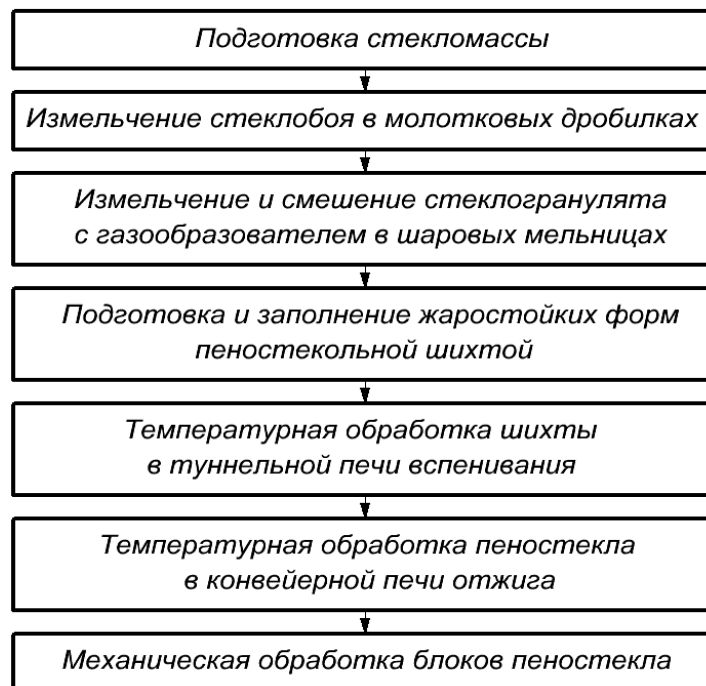 Подготовка стекломассы
Измельчение стеклобоя в молотковых дробилках
Измельчение и смешение стеклогранулята
с газообразователем в шаровых мельницах
Подготовка и заполнение жаростойких форм
пеностекольной шихтой
Температурная обработка шихты
в туннельной печи вспенивания
Температурная обработка пеностекла
в конвейерной печи отжига
Механическая обработка блоков пеностекла